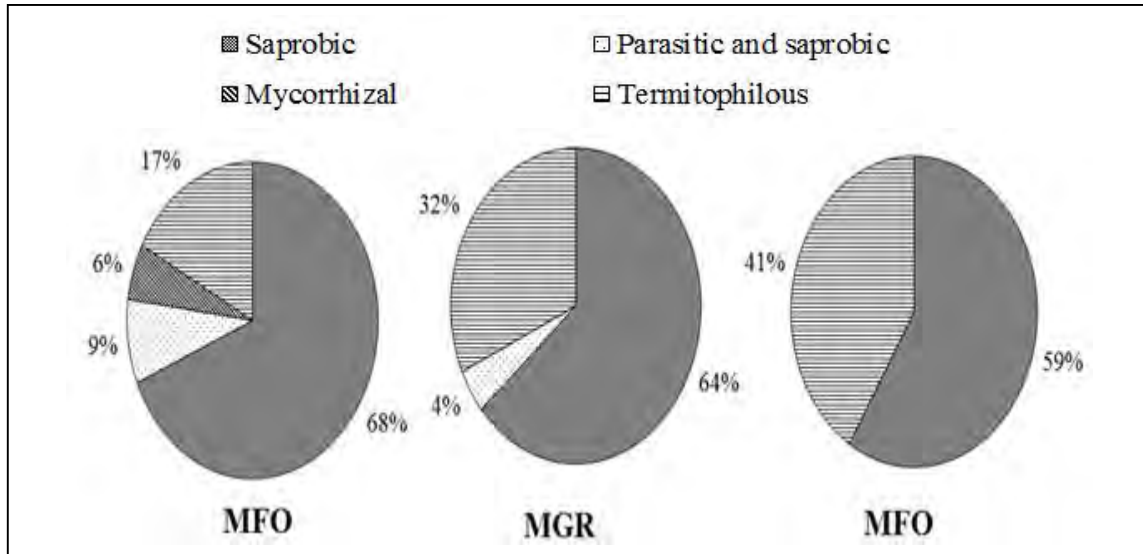 Saprobic Parasitic and saprobic
Mycorrhizal Termitophilous
17%
6%
9%
68%
MFO
32%
4%
64%
MGR
41%
59%
MFO